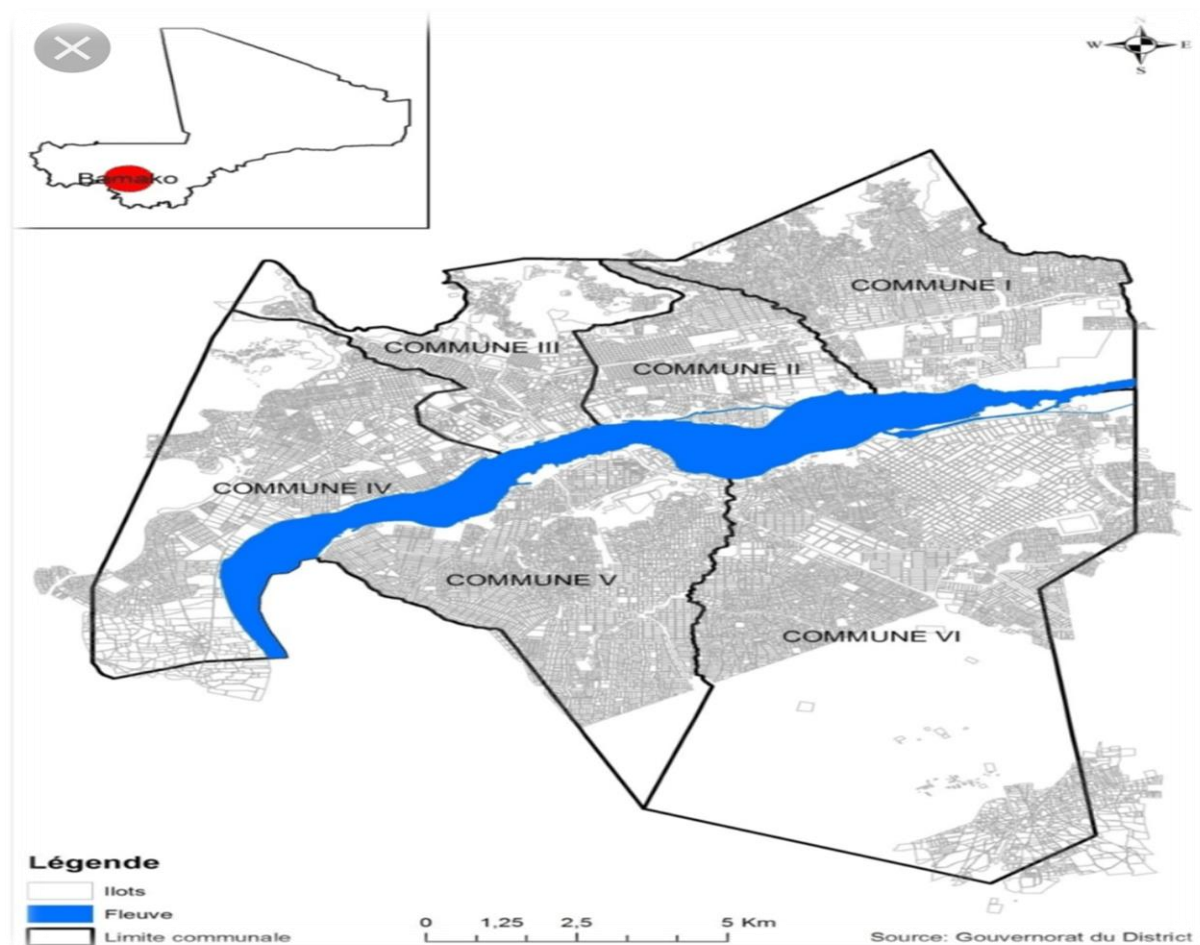 Bamako
N
W E
S
COMMUNE I
COMMUNE III
COMMUNE II
COMMUNE IV
COMMUNE V
COMMUNE VI
Légende
Ilots
Fleuve
Limite communale
0 1,25 2,5 5 Km
Source: Gouvernorat du District